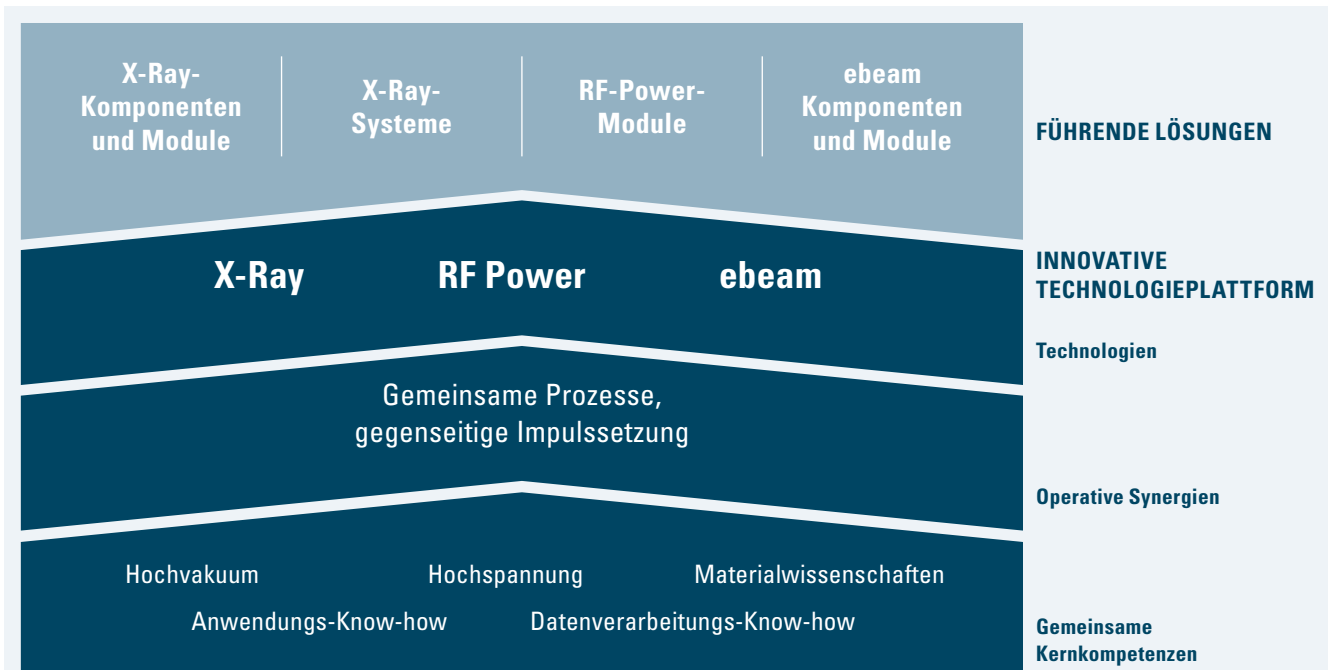 X-Ray-
Komponenten
und Module
X-Ray-
Systeme
RF-Power-
Module
ebeam
Komponenten
und Module
FÜHRENDE LÖSUNGEN
X-Ray
RF Power
ebeam
INNOVATIVE
TECHNOLOGIEPLATTFORM
Technologien
Gemeinsame Prozesse,
gegenseitige Impulssetzung
Operative Synergien
Hochvakuum
Hochspannung
Materialwissenschaften
Anwendungs-Know-how
Datenverarbeitungs-Know-how
Gemeinsame
Kernkompetenzen